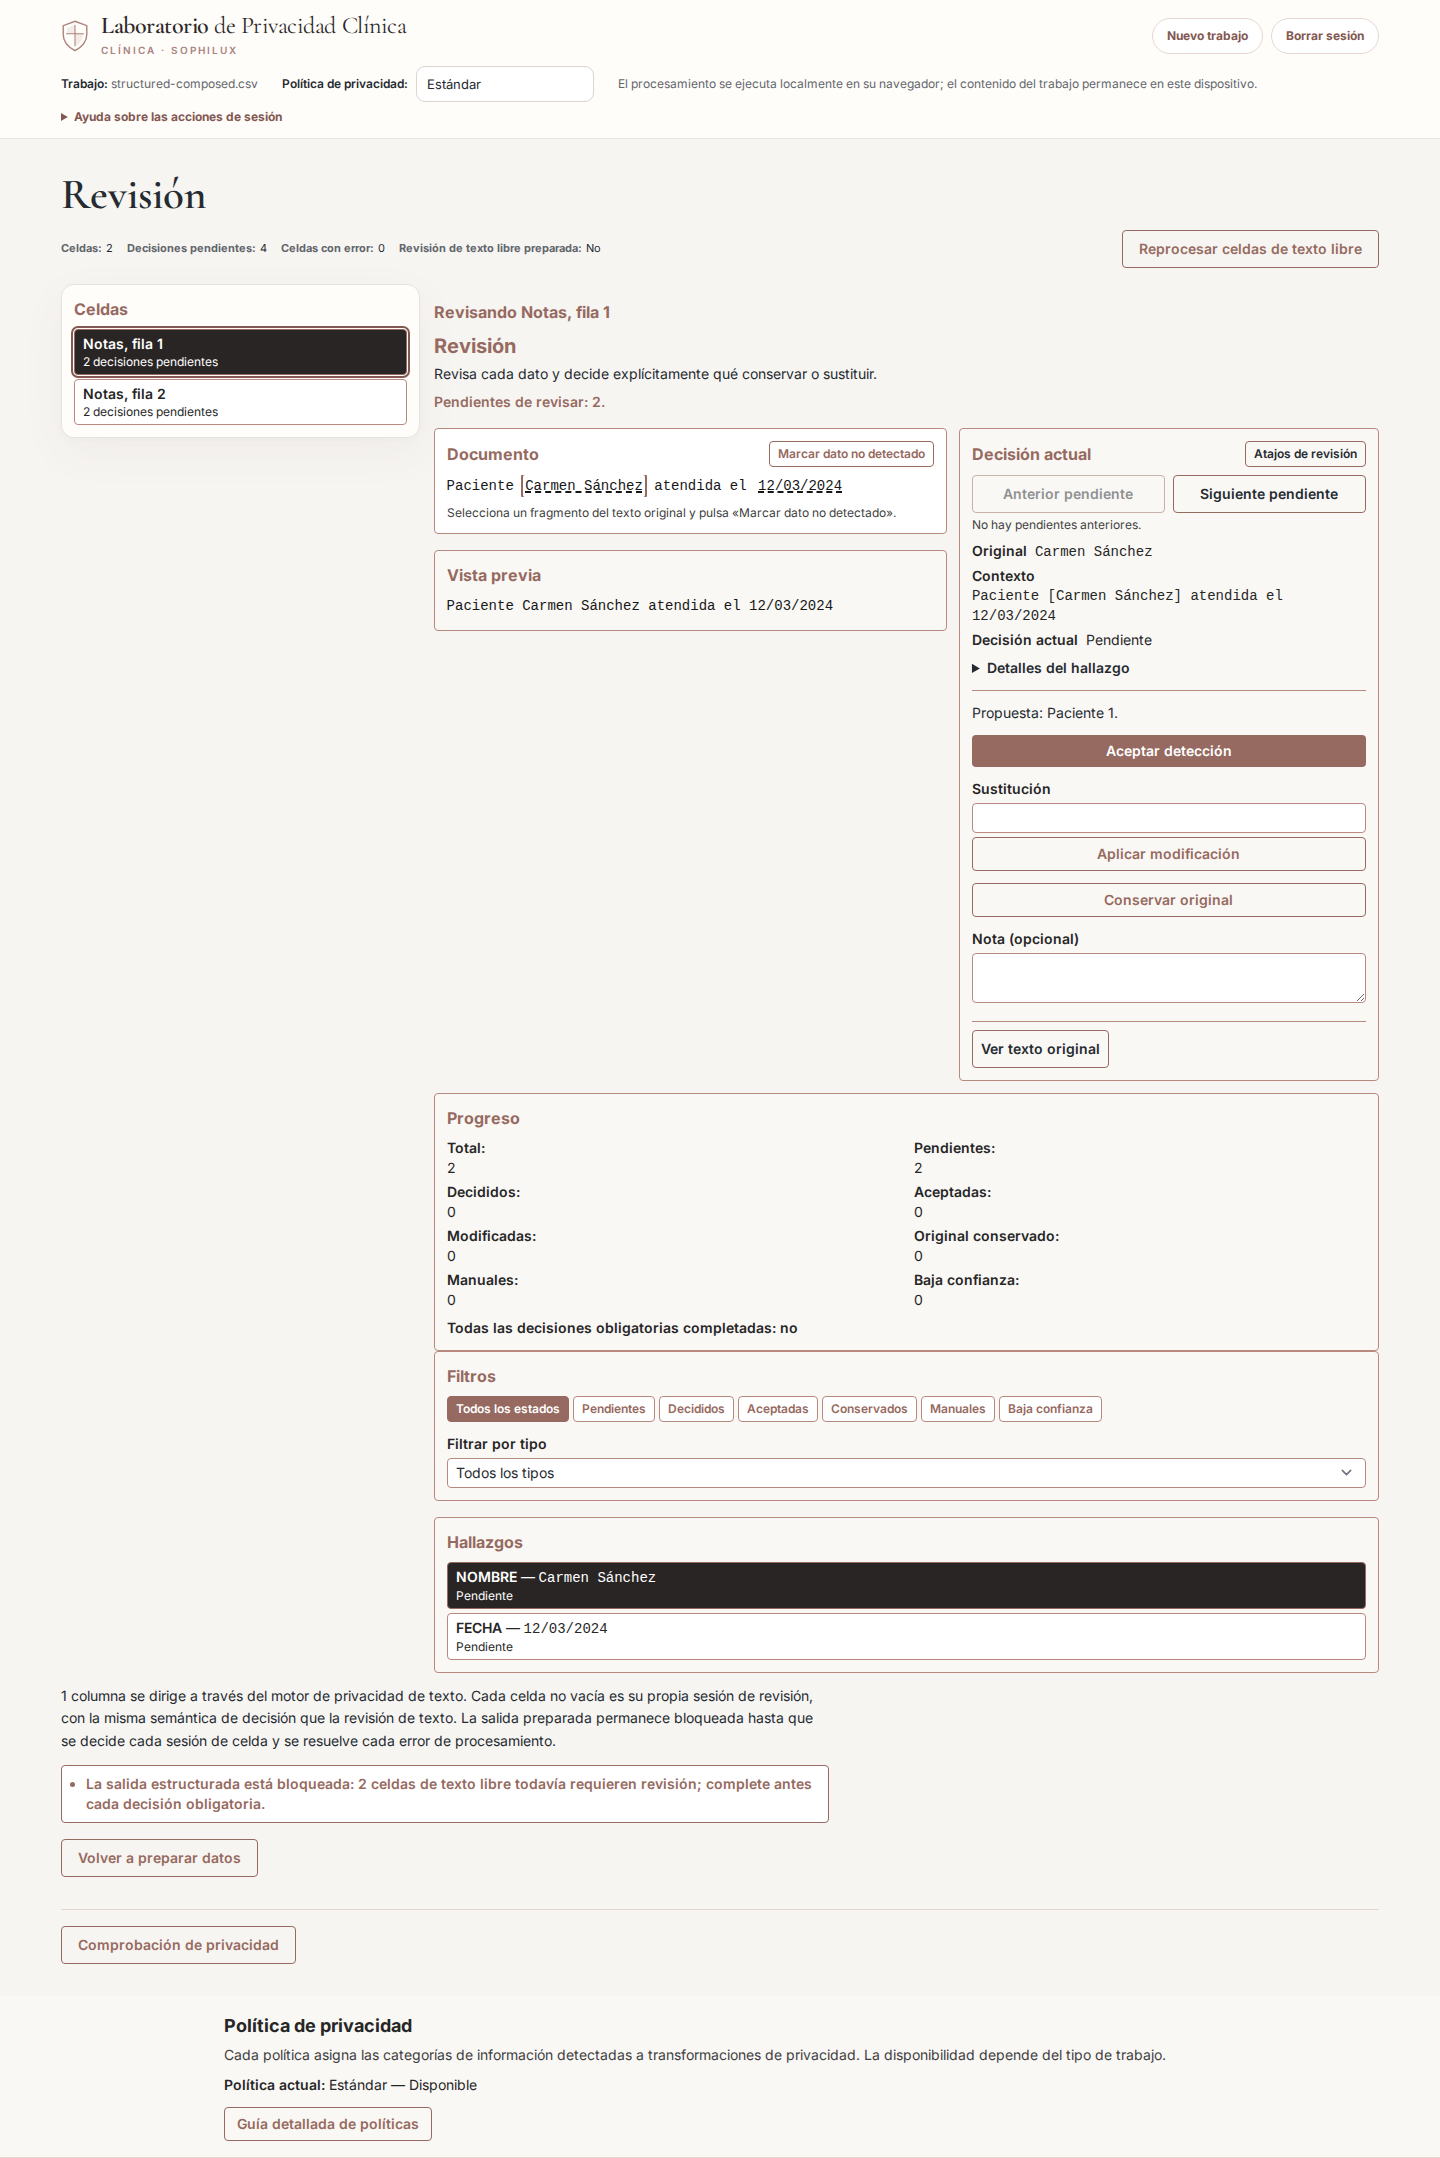 Laboratorio de Privacidad Clínica
CLÍNICA · SOPHILUX
Nuevo trabajo
Borrar sesión
Trabajo: structured-composed.csv
Política de privacidad:
Estándar
El procesamiento se ejecuta localmente en su navegador; el contenido del trabajo permanece en este dispositivo.
Ayuda sobre las acciones de sesión
Revisión
Celdas: 2
Decisiones pendientes: 4
Celdas con error: 0
Revisión de texto libre preparada: No
Reprocesar celdas de texto libre
Celdas
Notas, fila 1
2 decisiones pendientes
Notas, fila 2
2 decisiones pendientes
Revisando Notas, fila 1
Revisión
Revisa cada dato y decide explícitamente qué conservar o sustituir.
Pendientes de revisar: 2.
Documento
Marcar dato no detectado
Paciente [Carmen Sánchez] atendida el 12/03/2024
Selecciona un fragmento del texto original y pulsa «Marcar dato no detectado».
Vista previa
Paciente Carmen Sánchez atendida el 12/03/2024
Decisión actual
Atajos de revisión
Anterior pendiente
Siguiente pendiente
No hay pendientes anteriores.
Original Carmen Sánchez
Contexto
Paciente [Carmen Sánchez] atendida el
12/03/2024
Decisión actual Pendiente
Detalles del hallazgo
Propuesta: Paciente 1.
Aceptar detección
Sustitución
Aplicar modificación
Conservar original
Nota (opcional)
Ver texto original
Progreso
Total:
2
Pendientes:
2
Decididos:
0
Aceptadas:
0
Modificadas:
0
Original conservado:
0
Manuales:
0
Baja confianza:
0
Todas las decisiones obligatorias completadas: no
Filtros
Todos los estados
Pendientes
Decididos
Aceptadas
Conservados
Manuales
Baja confianza
Filtrar por tipo
Todos los tipos
Hallazgos
NOMBRE — Carmen Sánchez
Pendiente
FECHA — 12/03/2024
Pendiente
1 columna se dirige a través del motor de privacidad de texto. Cada celda no vacía es su propia sesión de revisión,
con la misma semántica de decisión que la revisión de texto. La salida preparada permanece bloqueada hasta que
se decide cada sesión de celda y se resuelve cada error de procesamiento.
• La salida estructurada está bloqueada: 2 celdas de texto libre todavía requieren revisión; complete antes
cada decisión obligatoria.
Volver a preparar datos
Comprobación de privacidad
Política de privacidad
Cada política asigna las categorías de información detectadas a transformaciones de privacidad. La disponibilidad depende del tipo de trabajo.
Política actual: Estándar — Disponible
Guía detallada de políticas